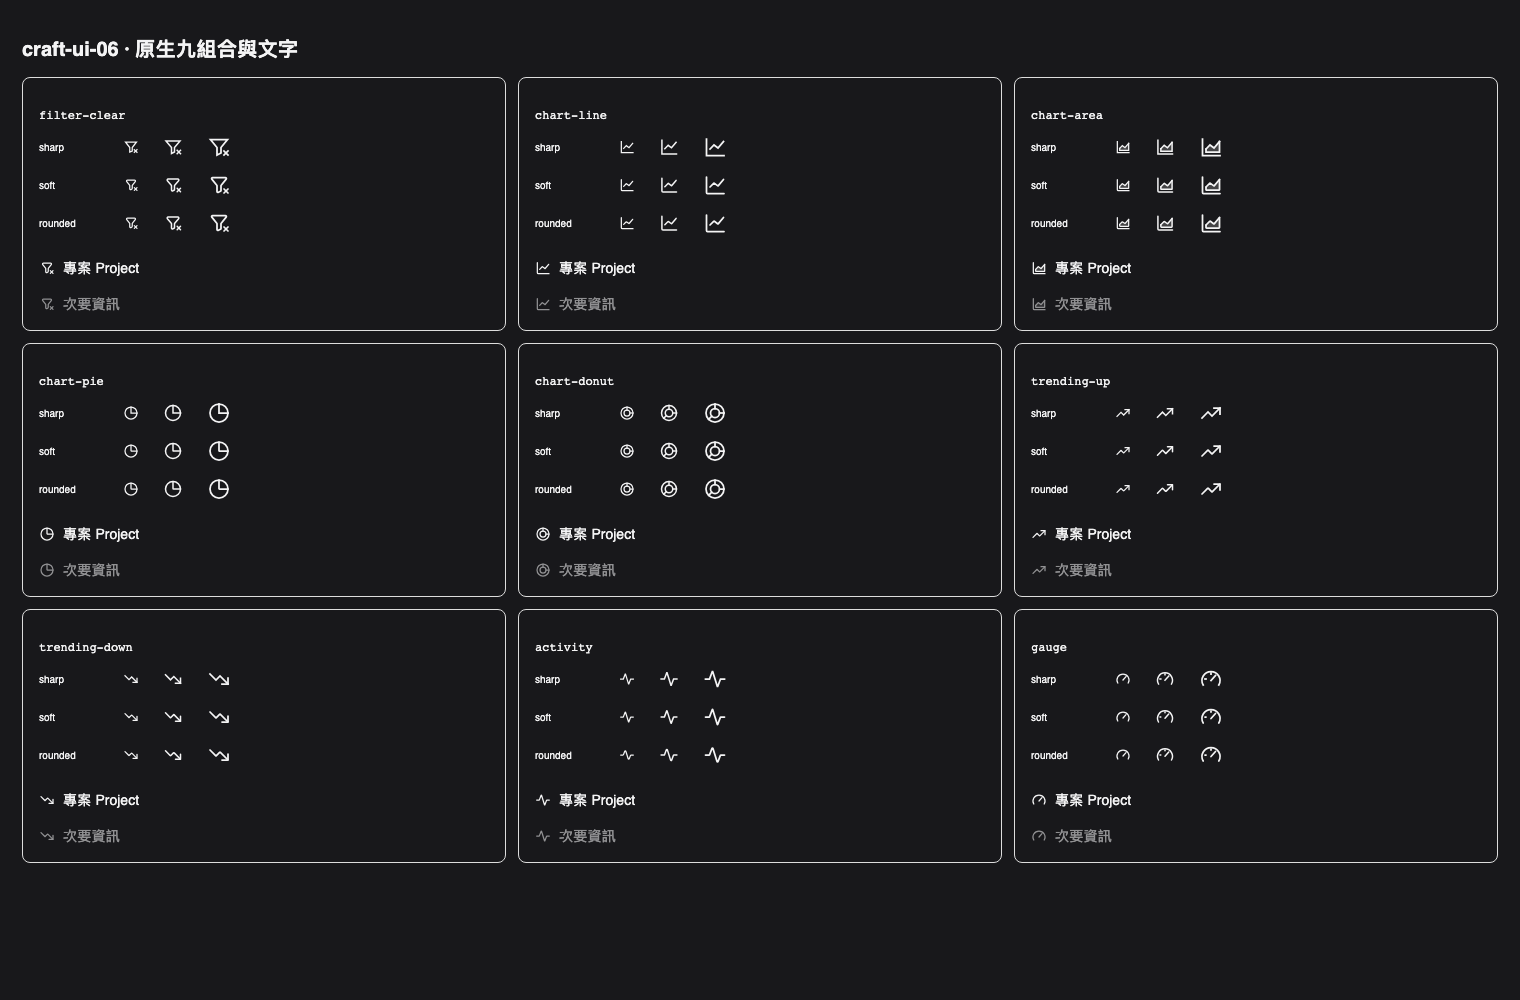 craft-ui-06 · 原生九組合與文字
filter-clear
sharp
soft
rounded
專案 Project
次要資訊
chart-line
sharp
soft
rounded
專案 Project
次要資訊
chart-area
sharp
soft
rounded
專案 Project
次要資訊
chart-pie
sharp
soft
rounded
專案 Project
次要資訊
chart-donut
sharp
soft
rounded
專案 Project
次要資訊
trending-up
sharp
soft
rounded
專案 Project
次要資訊
trending-down
sharp
soft
rounded
專案 Project
次要資訊
activity
sharp
soft
rounded
專案 Project
次要資訊
gauge
sharp
soft
rounded
專案 Project
次要資訊